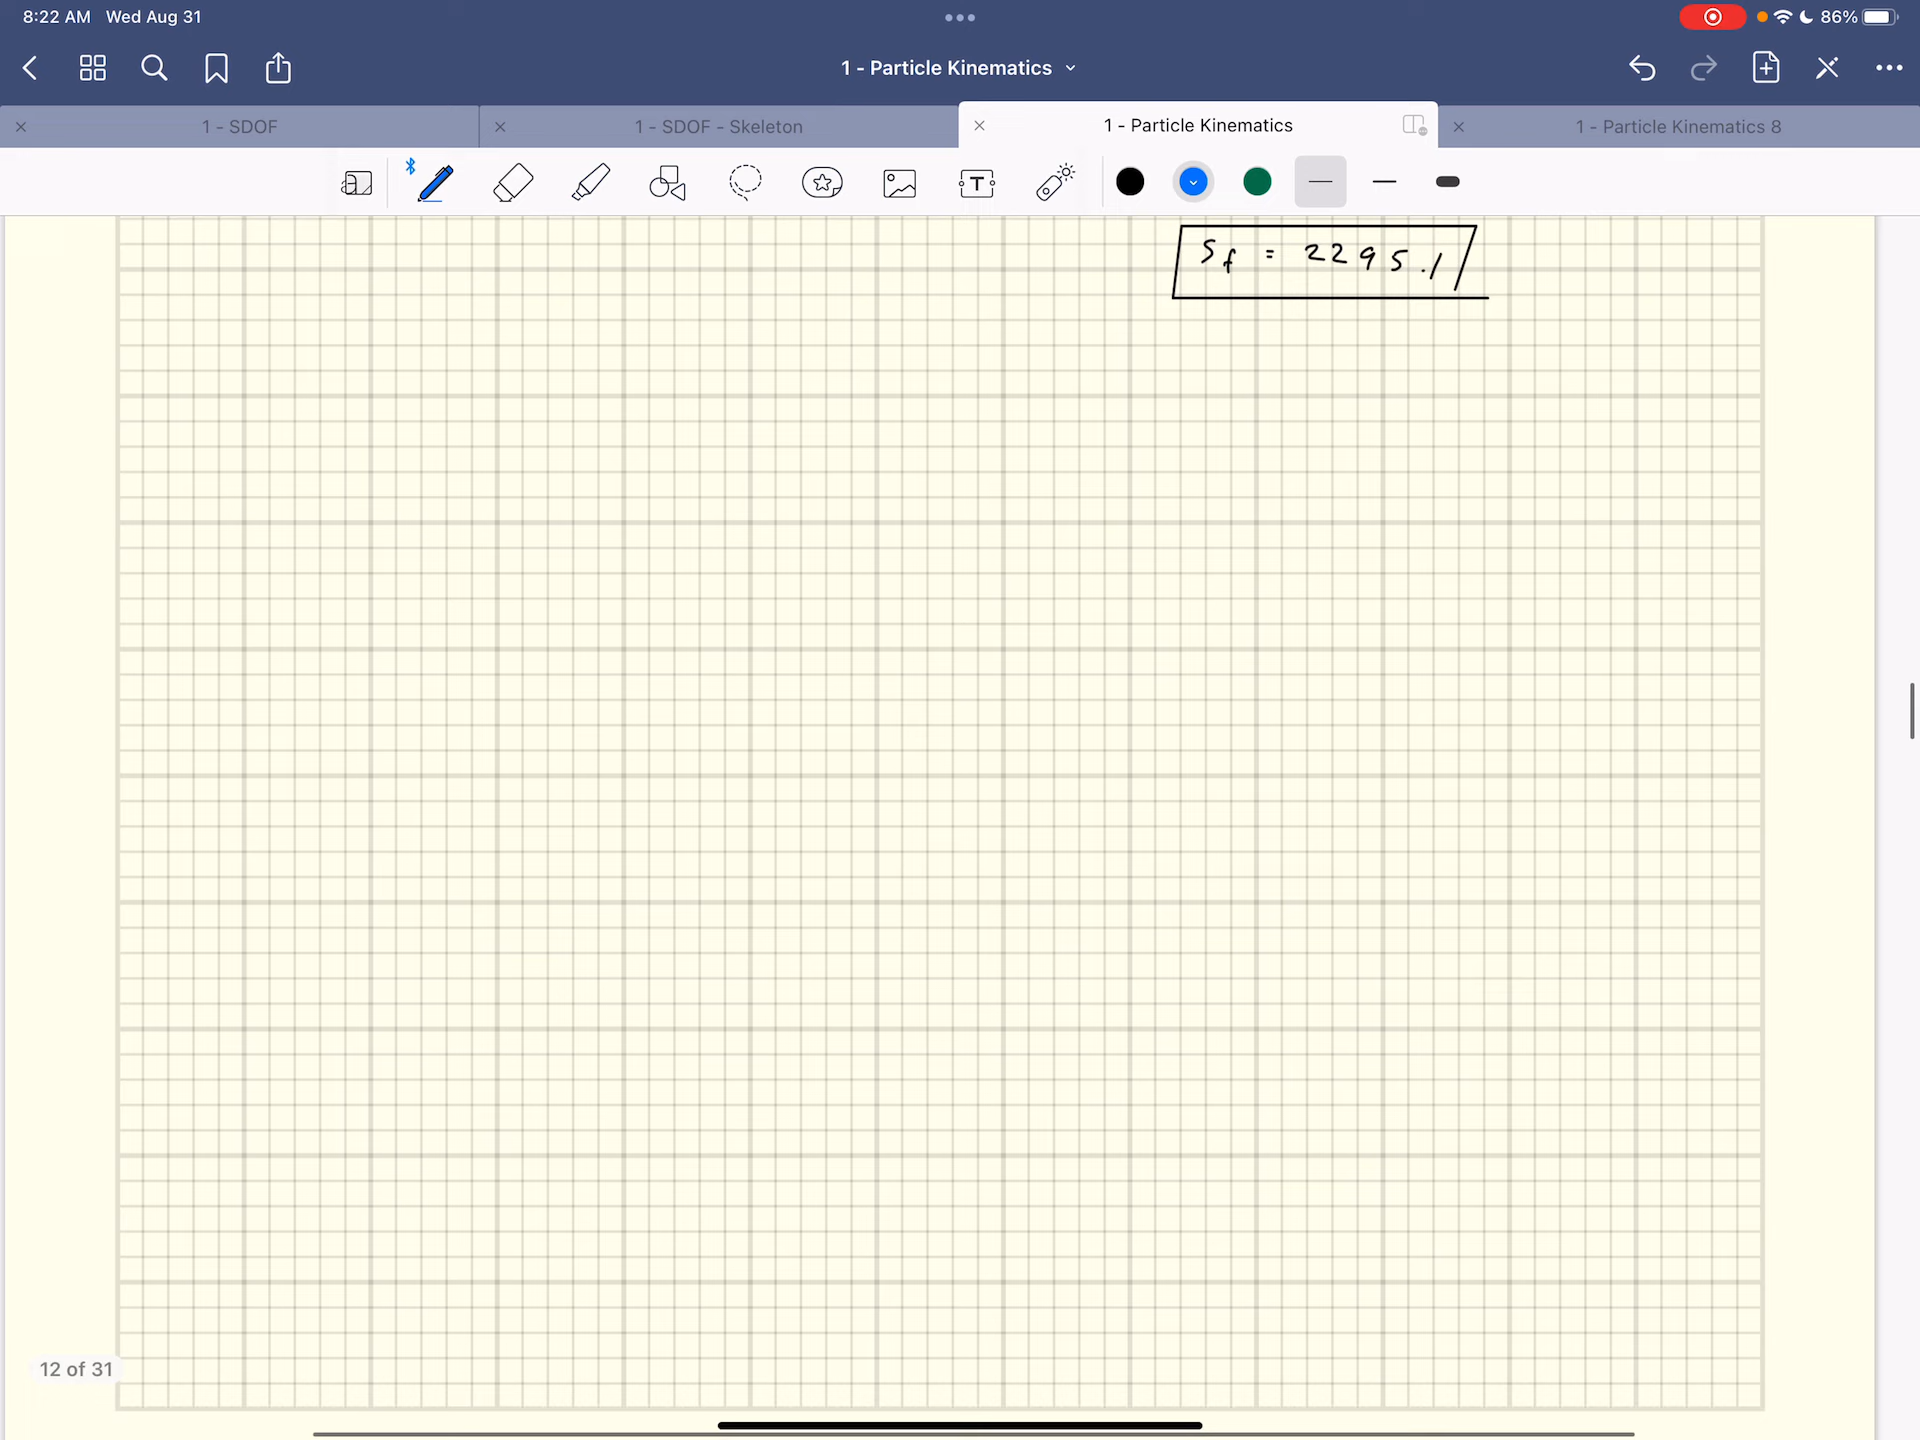 8:22 AM Wed Aug 31
86%
1 - Particle Kinematics
1 - SDOF
1 - SDOF - Skeleton
1 - Particle Kinematics
1 - Particle Kinematics 8
T
Sf = 2295.1
12 of 31